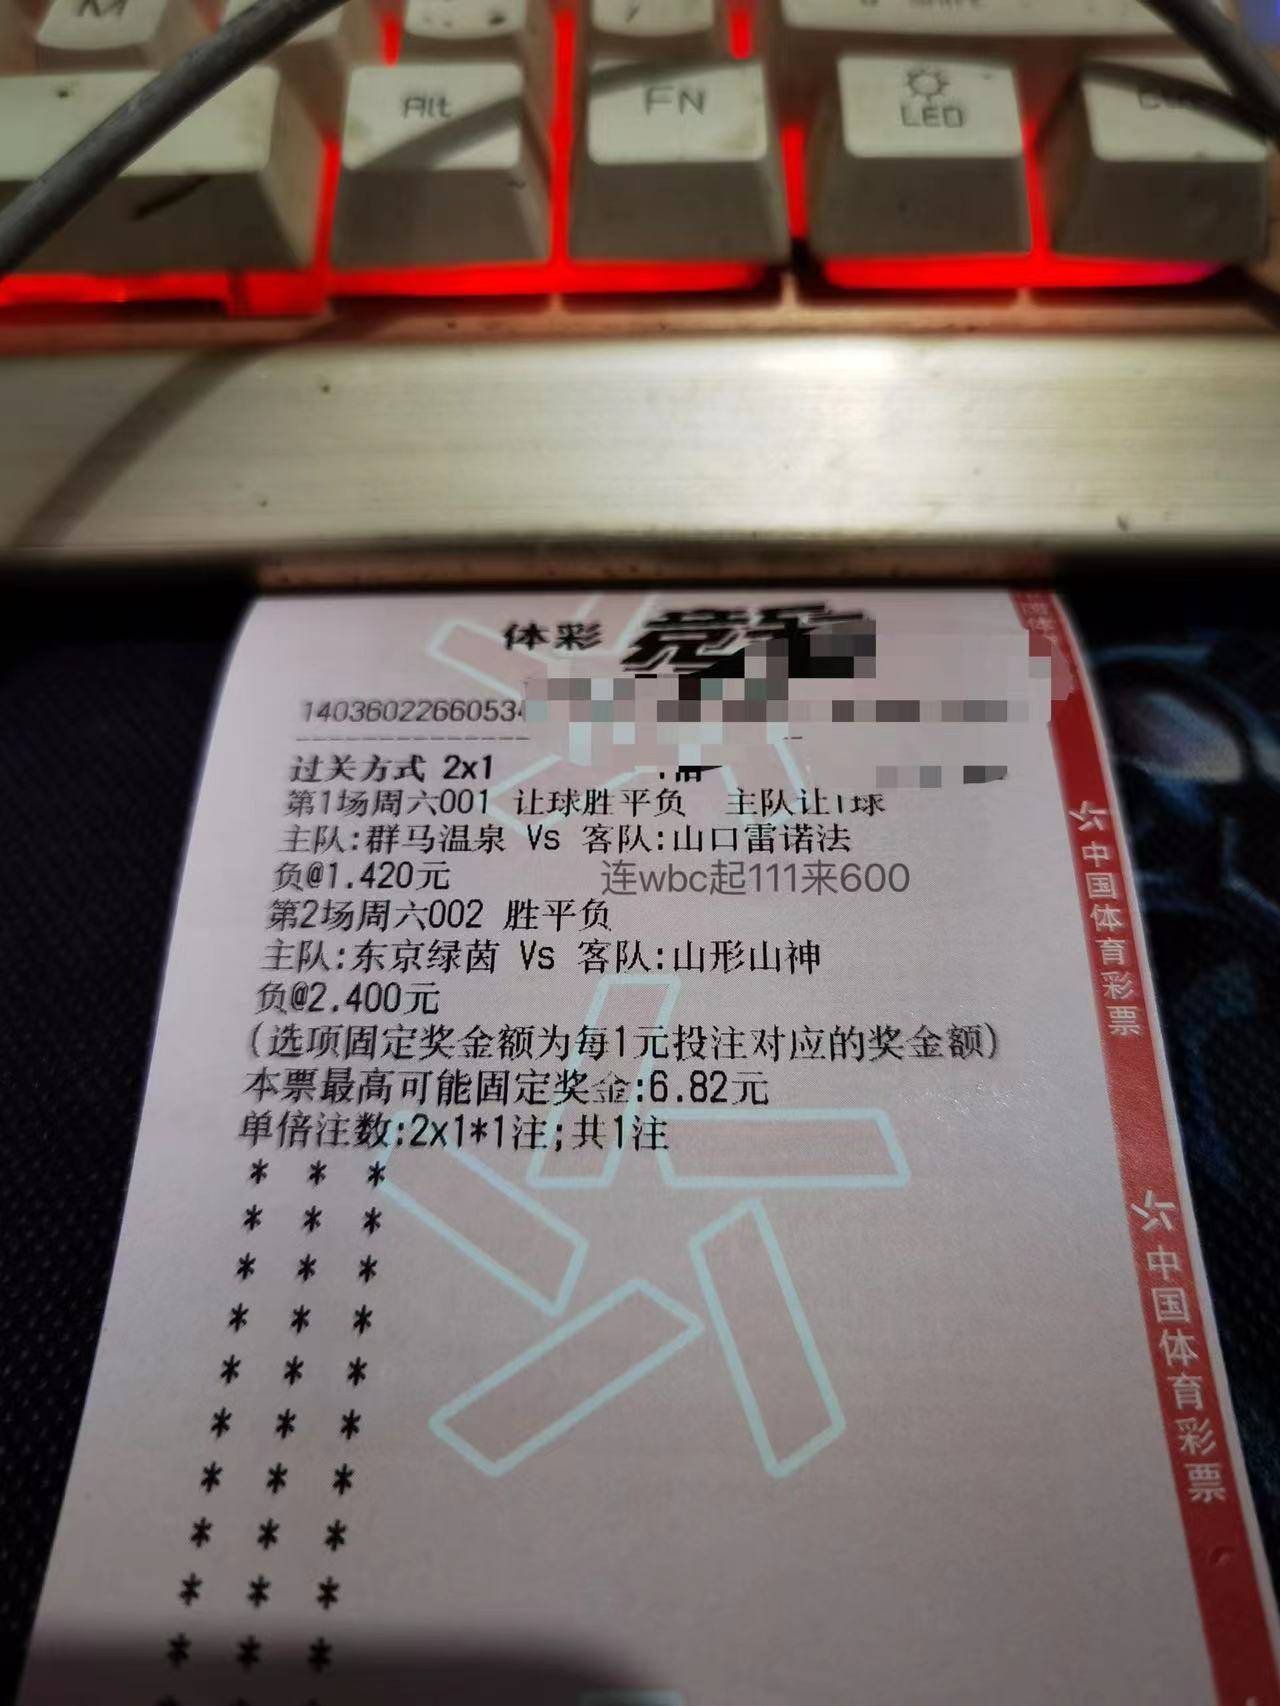 Alt
FN
LED
体彩 竞
14036022660534
过关方式 2x1
第1场周六001 让球胜平负 主队让1球
主队:群马温泉 Vs 客队:山口雷诺法
负@1.420元
连wbc起111来600
第2场周六002 胜平负
主队:东京绿茵 Vs 客队:山形山神
负@2.400元
(选项固定奖金额为每1元投注对应的奖金额)
本票最高可能固定奖金:6.82元
单倍注数:2x1*1注;共1注
* * *
* * *
* * *
* * *
* * *
* * *
* * *
* * *
* * *
* * *
中国体育彩票
中国体育彩票